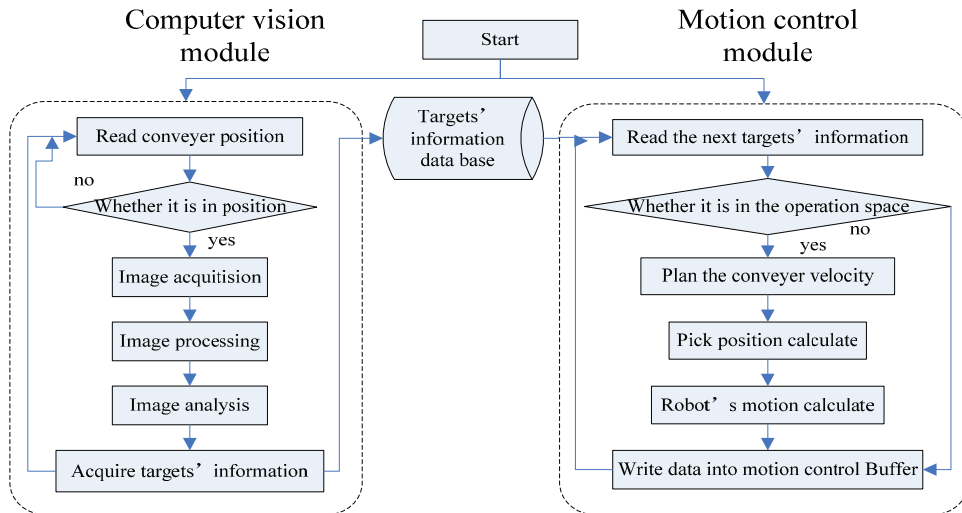 Computer vision
module
Start
Motion control
module
Read conveyer position
no
Whether it is in position
yes
Image acquitision
Image processing
Image analysis
Acquire targets’ information
Targets’
information
data base
Read the next targets’ information
Whether it is in the operation space
no
yes
Plan the conveyer velocity
Pick position calculate
Robot’s motion calculate
Write data into motion control Buffer